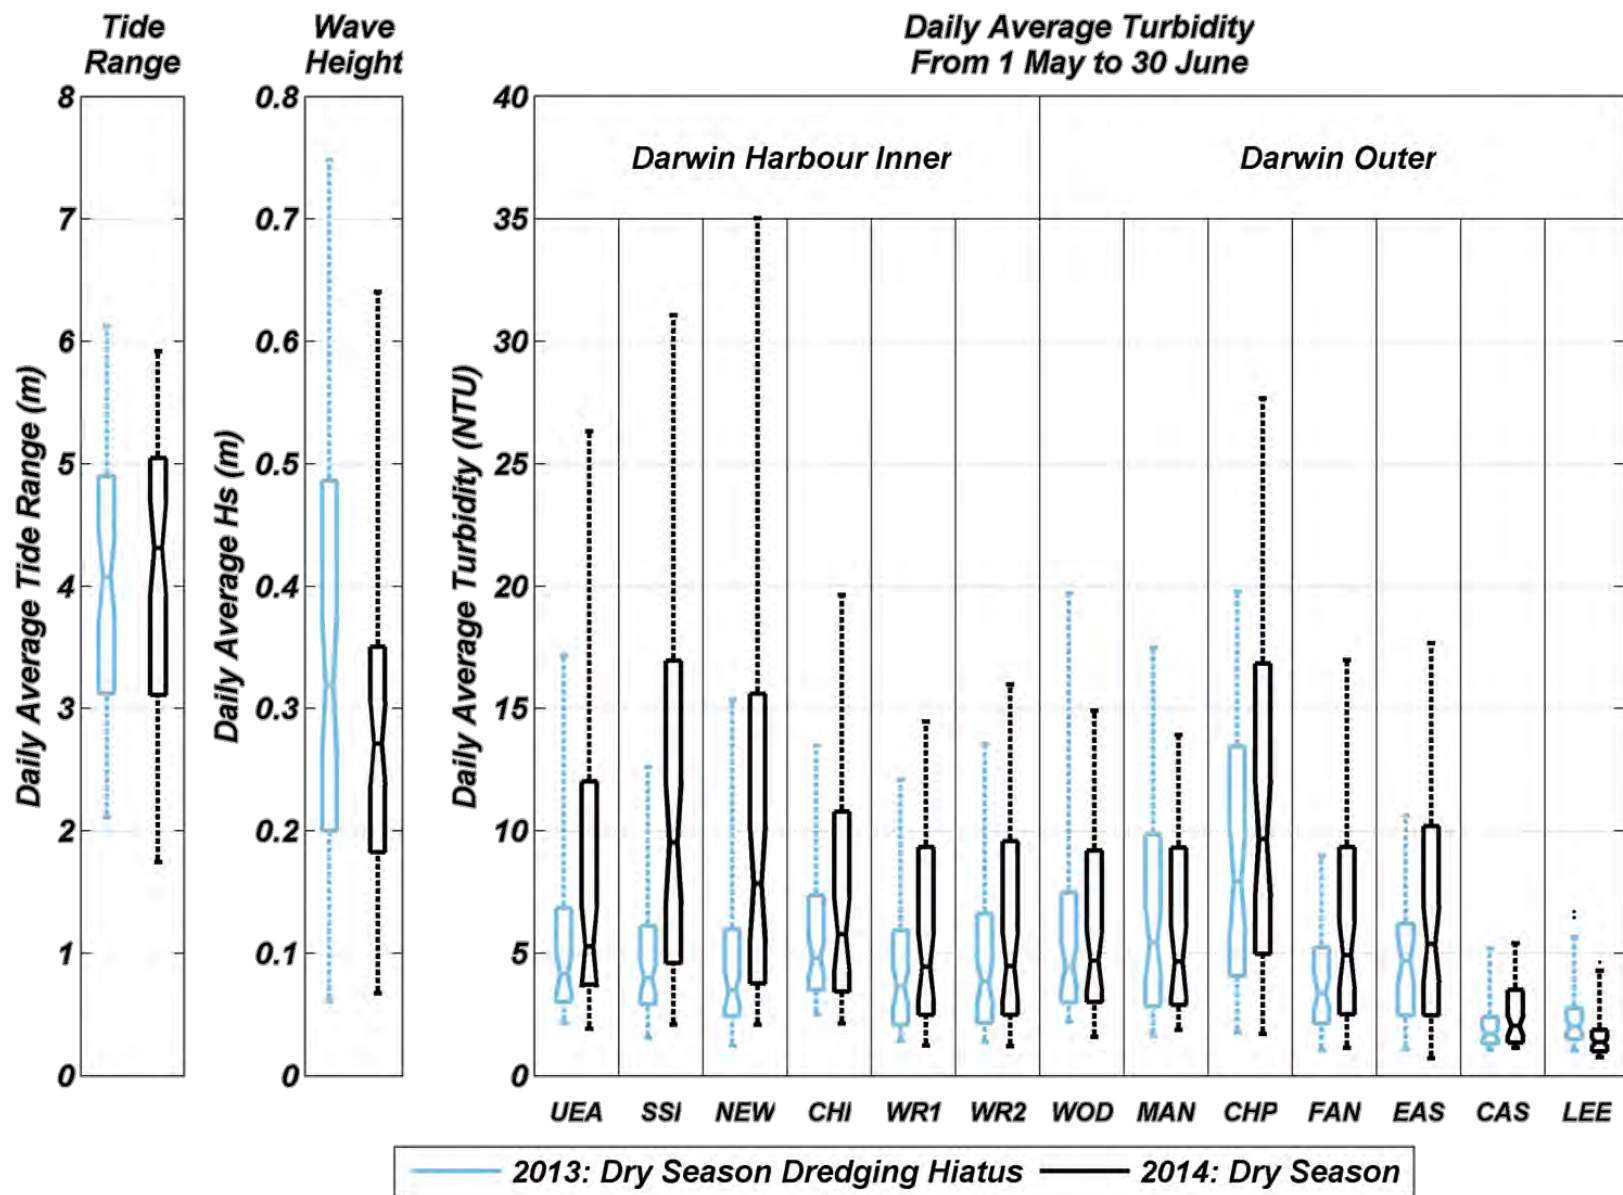 Tide
Range
Wave
Height
Daily Average Turbidity
From 1 May to 30 June
Daily Average Tide Range (m)
8
7
6
5
4
3
2
1
0
Daily Average Hs (m)
0.8
0.7
0.6
0.5
0.4
0.3
0.2
0.1
0
Daily Average Turbidity (NTU)
40
35
30
25
20
15
10
5
0
Darwin Harbour Inner
Darwin Outer
UEA SSI NEW CHI WR1 WR2 WOD MAN CHP FAN EAS CAS LEE
2013: Dry Season Dredging Hiatus 2014: Dry Season